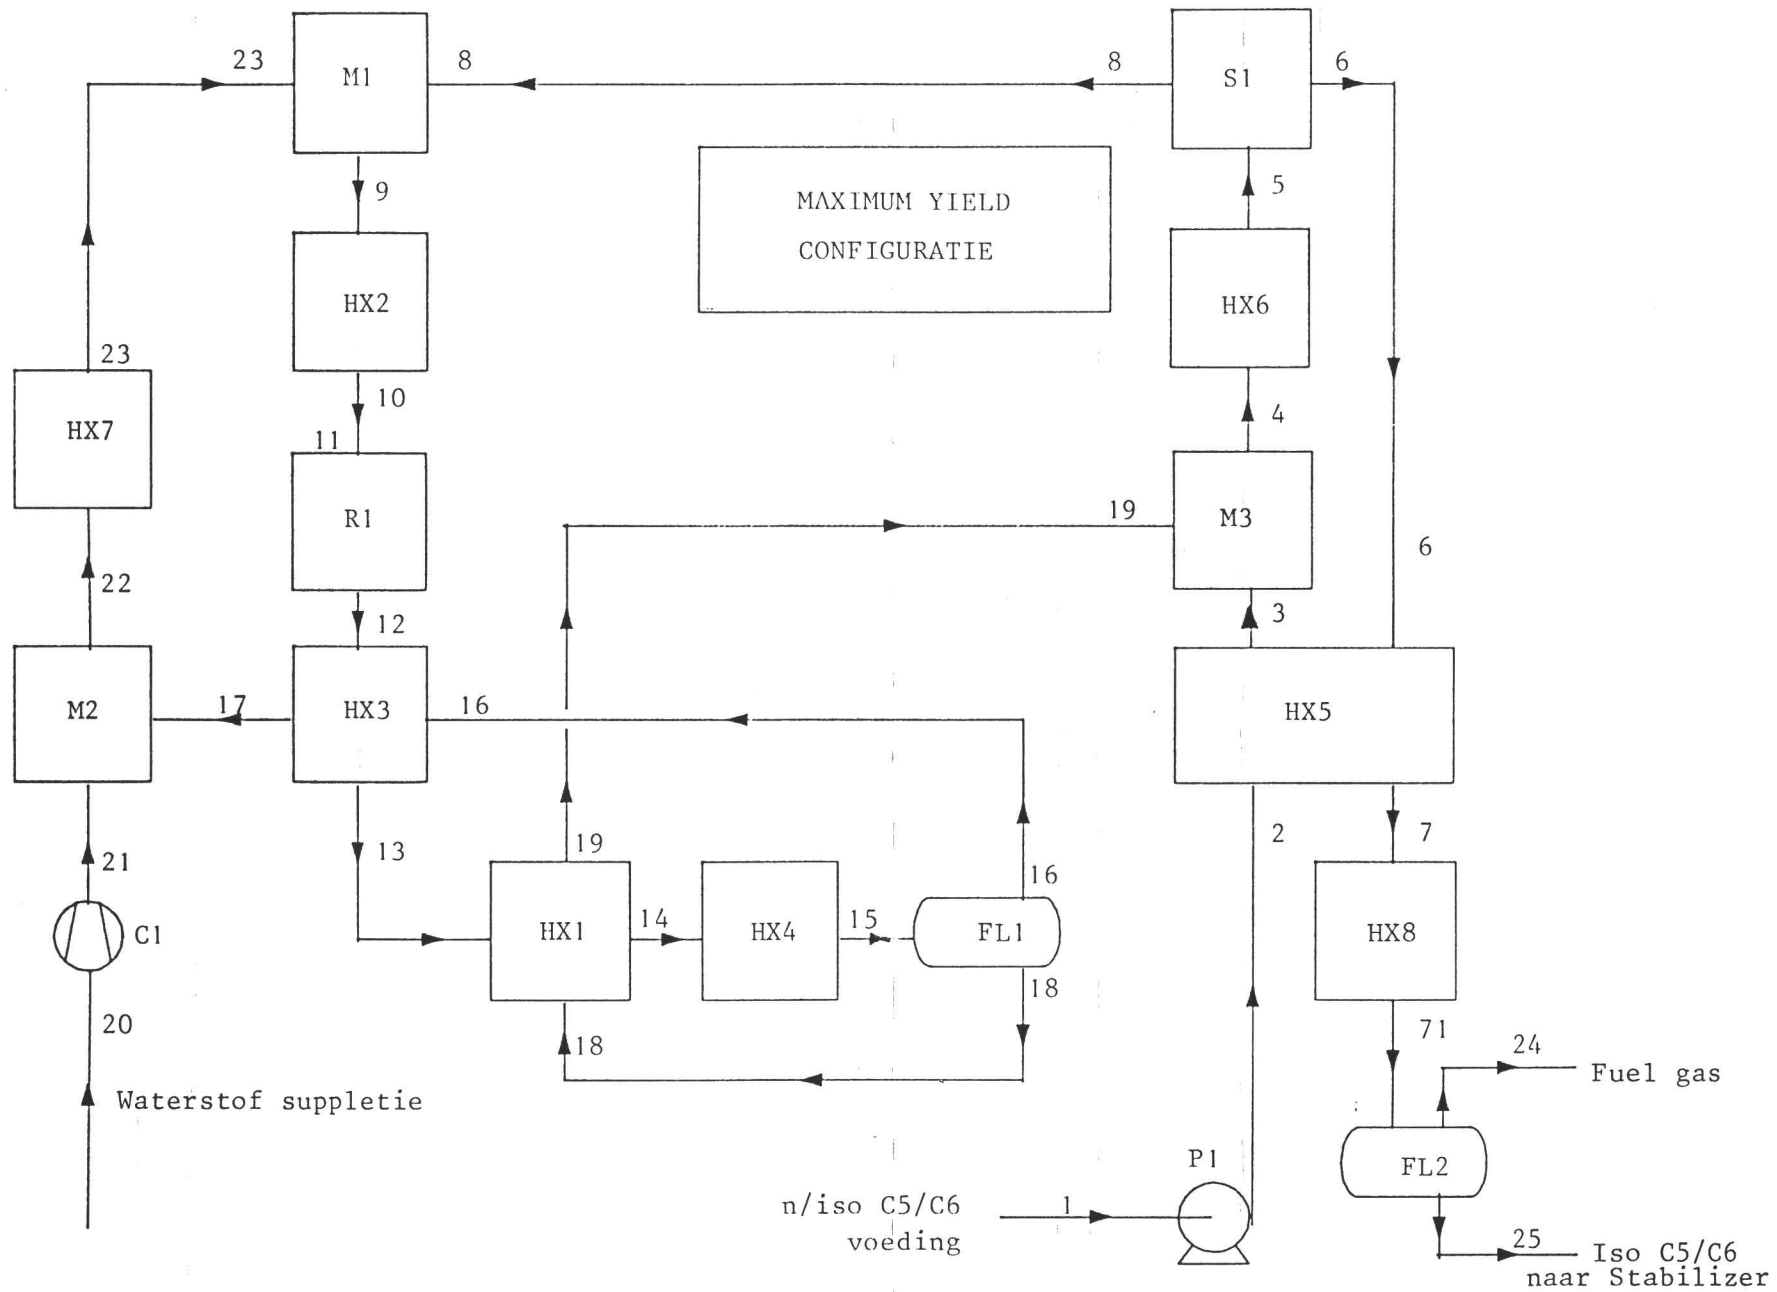 23
M1
8
8
S1
6
9
5
MAXIMUM YIELD
CONFIGURATIE
HX2
HX6
23
10
4
HX7
11
R1
19
M3
6
22
12
3
M2
17
HX3
16
HX5
21
13
19
2
7
16
C1
HX1
14
HX4
15
FL1
HX8
18
20
18
71
24
Waterstof suppletie
Fuel gas
P1
FL2
n/iso C5/C6
1
voeding
25
Iso C5/C6
naar Stabilizer